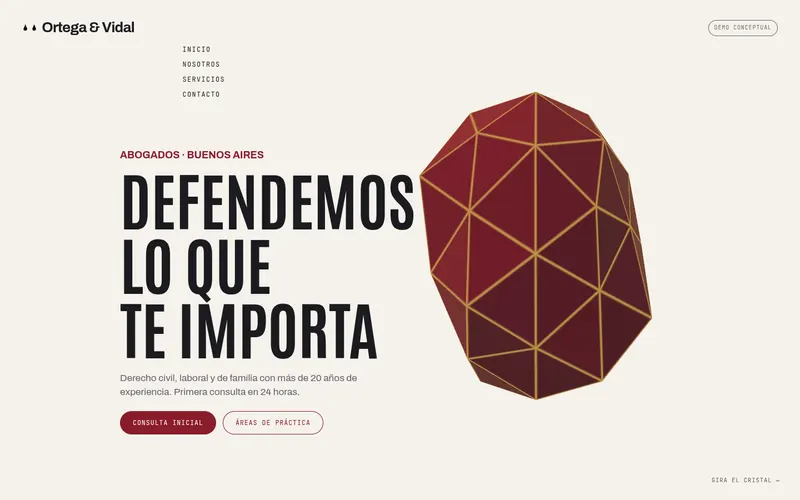 Ortega & Vidal
DEMO CONCEPTUAL
INICIO
NOSOTROS
SERVICIOS
CONTACTO
ABOGADOS · BUENOS AIRES
DEFENDEMOS
LO QUE
TE IMPORTA
Derecho civil, laboral y de familia con más de 20 años de
experiencia. Primera consulta en 24 horas.
CONSULTA INICIAL
ÁREAS DE PRÁCTICA
GIRA EL CRISTAL →